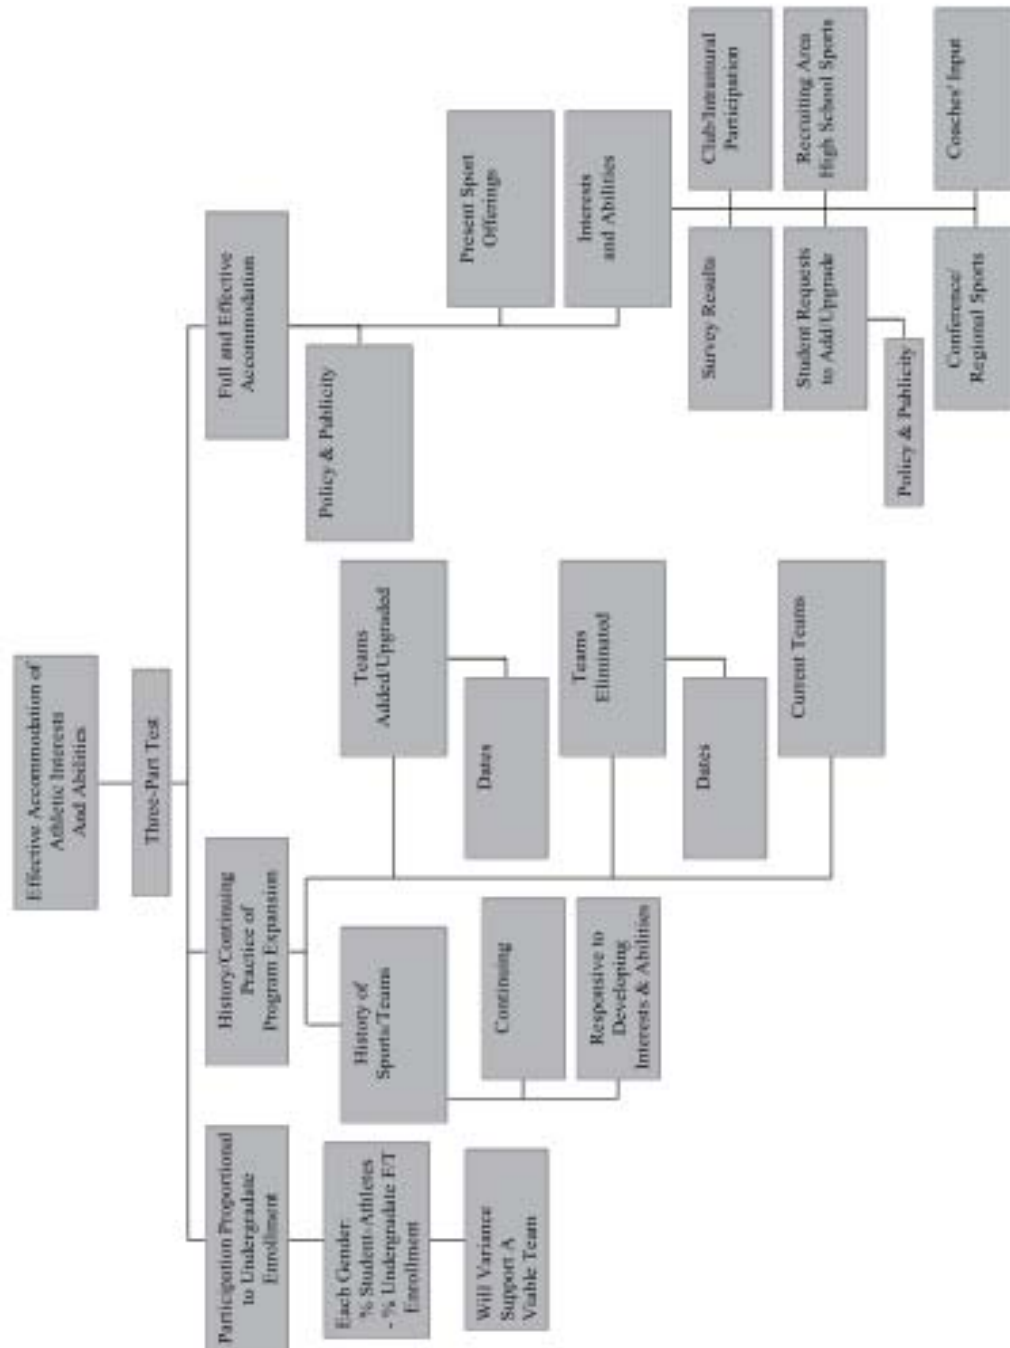 Effective Accommodation of
Athletic Interests
And Abilities
Three-Part Test
Participation Proportional
to Undergradate
Enrollment
Each Gender:
% Student-Athletes
- % Undergradate F/T
Enrollment
Will Variance
Support A
Viable Team
History/Continuing
Practice of
Program Expansion
History of
Sports/Teams
Continuing
Responsive to
Developing
Interests & Abilities
Teams
Added/Upgraded
Dates
Teams
Eliminated
Dates
Current Teams
Full and Effective
Accommodation
Policy & Publicity
Present Sport
Offerings
Interests
and Abilities
Survey Results
Club/Intramural
Participation
Student Requests
to Add/Upgrade
Recruiting Area
High School Sports
Policy & Publicity
Conference/
Regional Sports
Coaches' Input